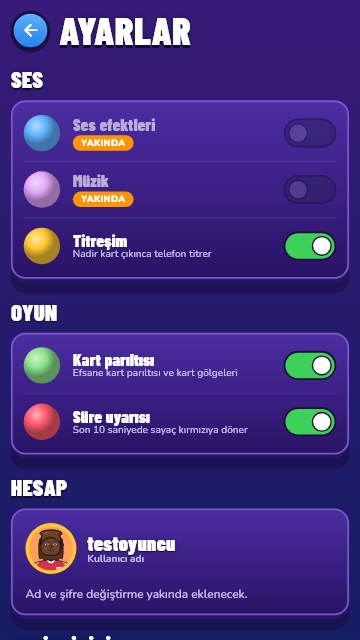 AYARLAR
SES
Ses efektleri
YAKINDA
Müzik
YAKINDA
Titreşim
Nadir kart çıkınca telefon titrer
OYUN
Kart parıltısı
Efsane kart parıltısı ve kart gölgeleri
Süre uyarısı
Son 10 saniyede sayaç kırmızıya döner
HESAP
testoyuncu
Kullanıcı adı
Ad ve şifre değiştirme yakında eklenecek.